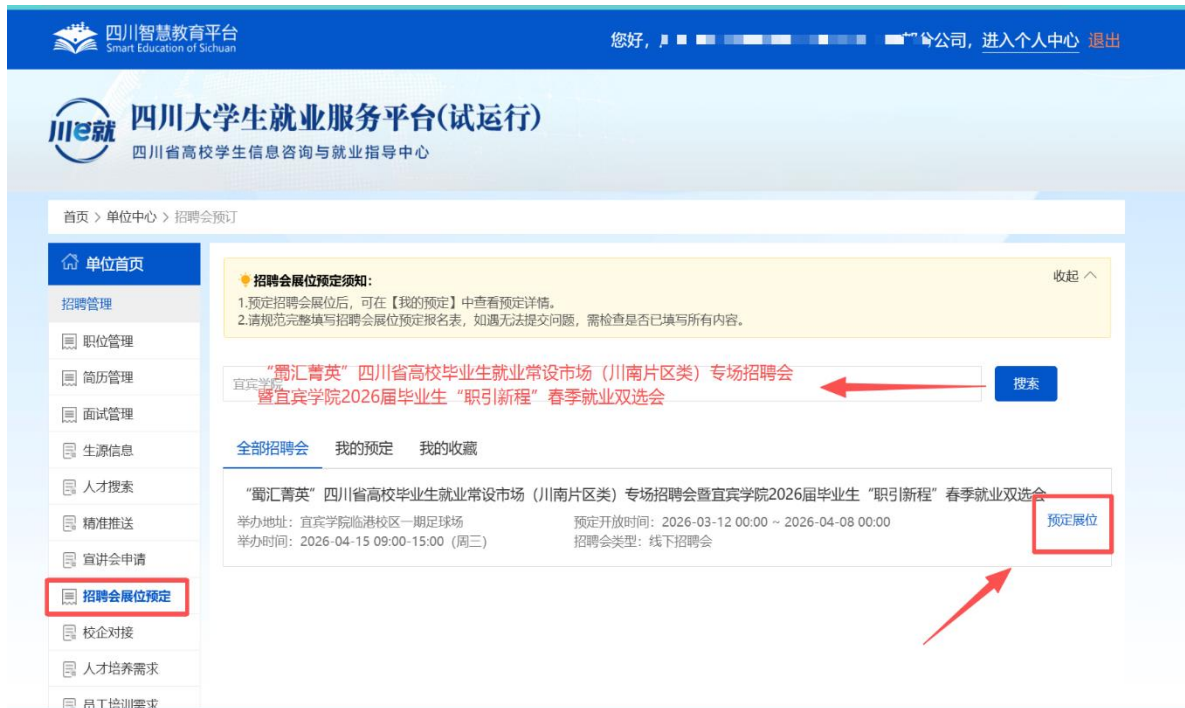 四川智慧教育平台
Smart Education of Sichuan
您好，
分公司，进入个人中心 退出
川e就
四川大学生就业服务平台(试运行)
四川省高校学生信息咨询与就业指导中心
首页 > 单位中心 > 招聘会预订
单位首页
招聘管理
职位管理
简历管理
面试管理
生源信息
人才搜索
精准推送
宣讲会申请
招聘会展位预定
校企对接
人才培养需求
员工培训需求
招聘会展位预定须知：
收起
1.预定招聘会展位后，可在【我的预定】中查看预定详情。
2.请规范完整填写招聘会展位预定报名表，如遇无法提交问题，需检查是否已填写所有内容。
宜宾学院
“蜀汇菁英”四川省高校毕业生就业常设市场（川南片区类）专场招聘会
暨宜宾学院2026届毕业生“职引新程”春季就业双选会
搜索
全部招聘会 我的预定 我的收藏
“蜀汇菁英”四川省高校毕业生就业常设市场（川南片区类）专场招聘会暨宜宾学院2026届毕业生“职引新程”春季就业双选会
举办地址：宜宾学院临港校区一期足球场
预定开放时间：2026-03-12 00:00 ~ 2026-04-08 00:00
预定展位
举办时间：2026-04-15 09:00-15:00（周三）
招聘会类型：线下招聘会